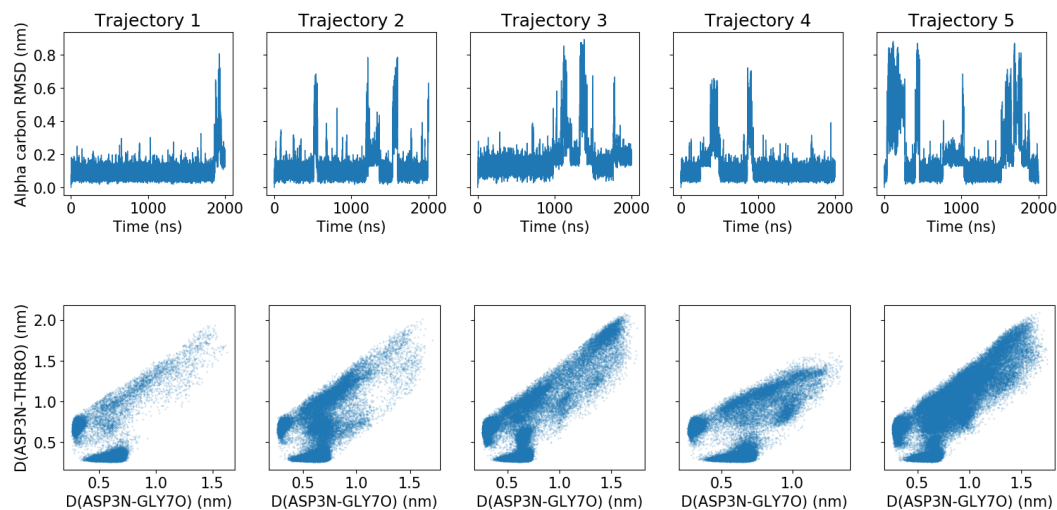 Trajectory 1 Trajectory 2 Trajectory 3 Trajectory 4 Trajectory 5
Alpha carbon RMSD (nm)
0.8
0.6
0.4
0.2
0.0
0 1000 2000 0 1000 2000 0 1000 2000 0 1000 2000 0 1000 2000
Time (ns) Time (ns) Time (ns) Time (ns) Time (ns)
D(ASP3N-THR8O) (nm)
2.0
1.5
1.0
0.5
0.5 1.0 1.5 0.5 1.0 1.5 0.5 1.0 1.5 0.5 1.0 0.5 1.0 1.5
D(ASP3N-GLY7O) (nm) D(ASP3N-GLY7O) (nm) D(ASP3N-GLY7O) (nm) D(ASP3N-GLY7O) (nm) D(ASP3N-GLY7O) (nm)